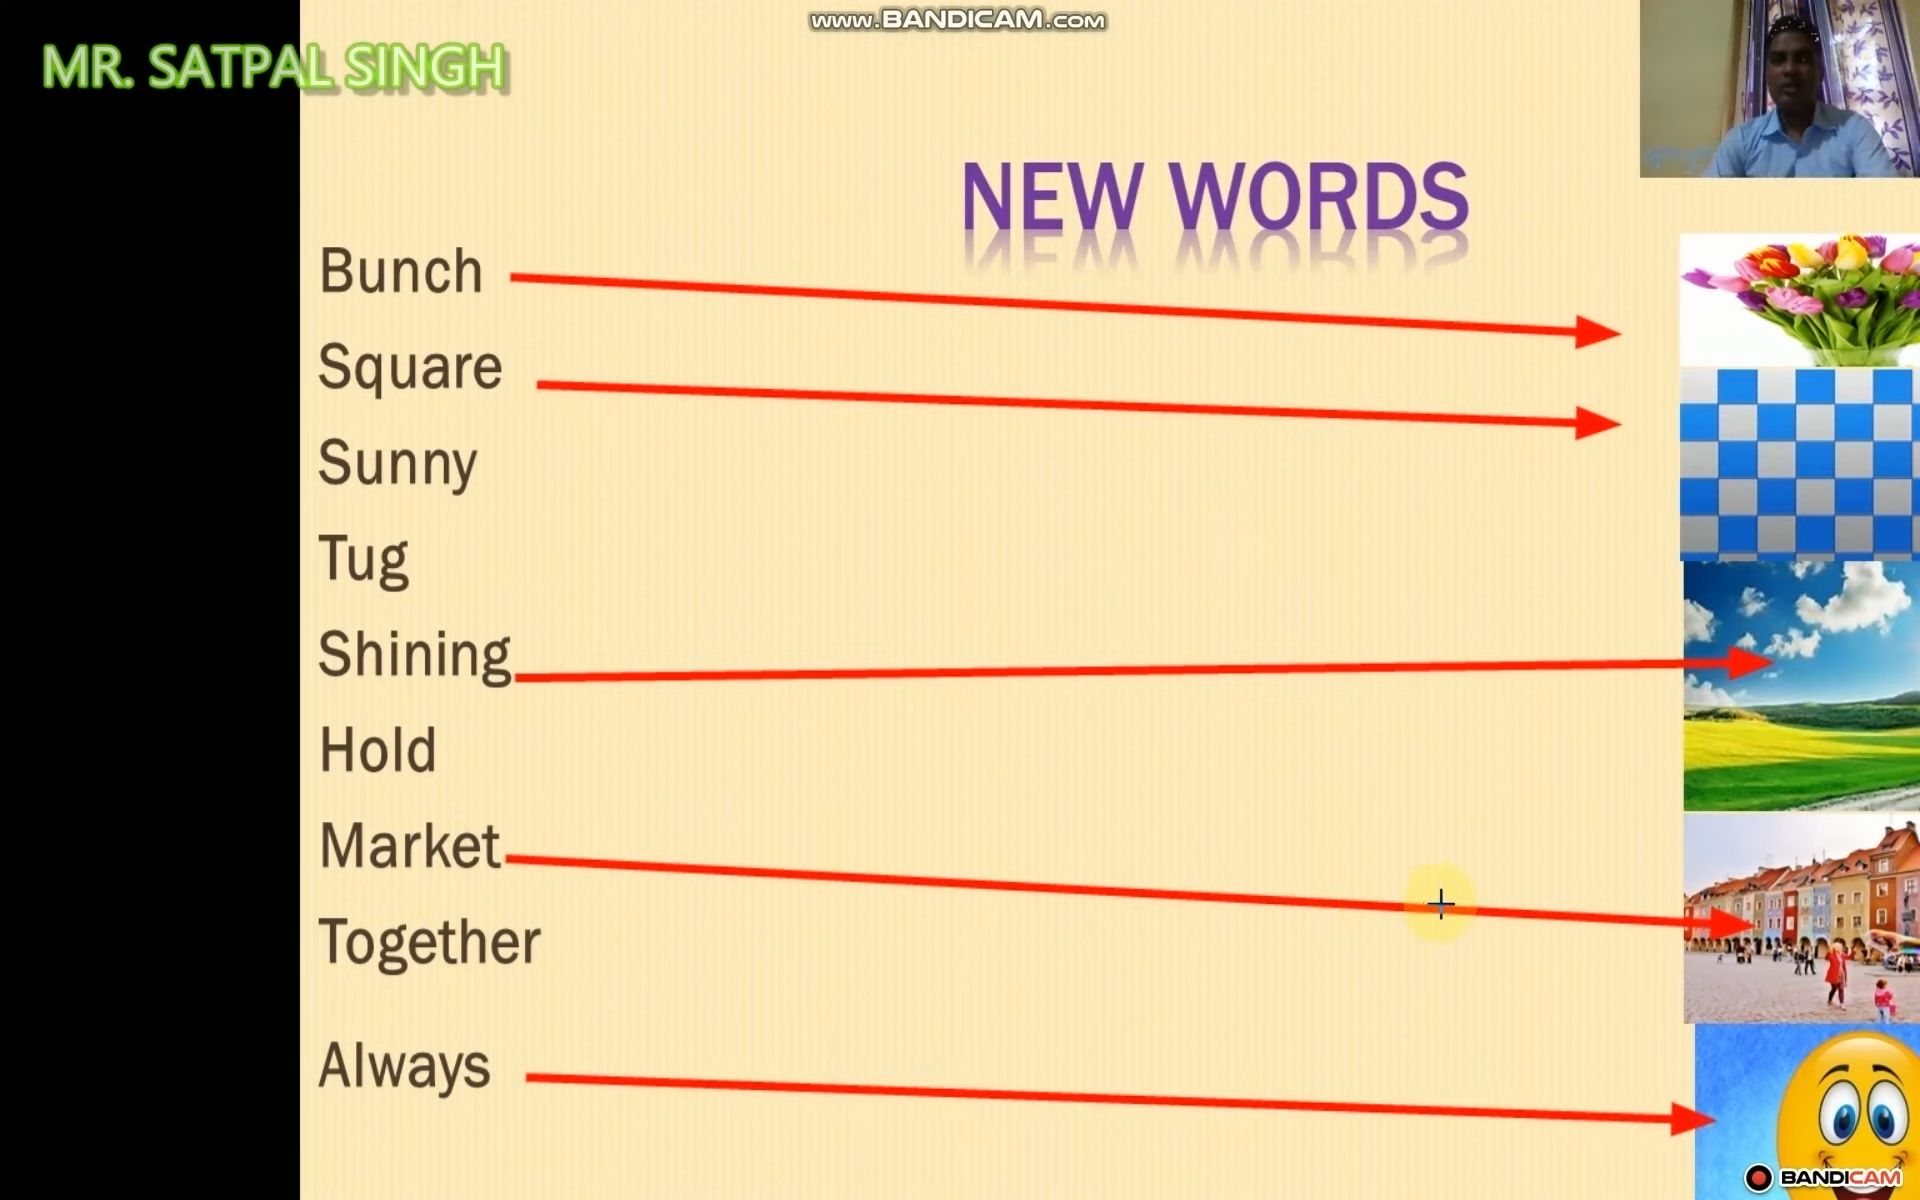 www.BANDICAM.com
MR. SATPAL SINGH
NEW WORDS
Bunch
Square
Sunny
Tug
Shining
Hold
Market
Together
Always
BANDICAM